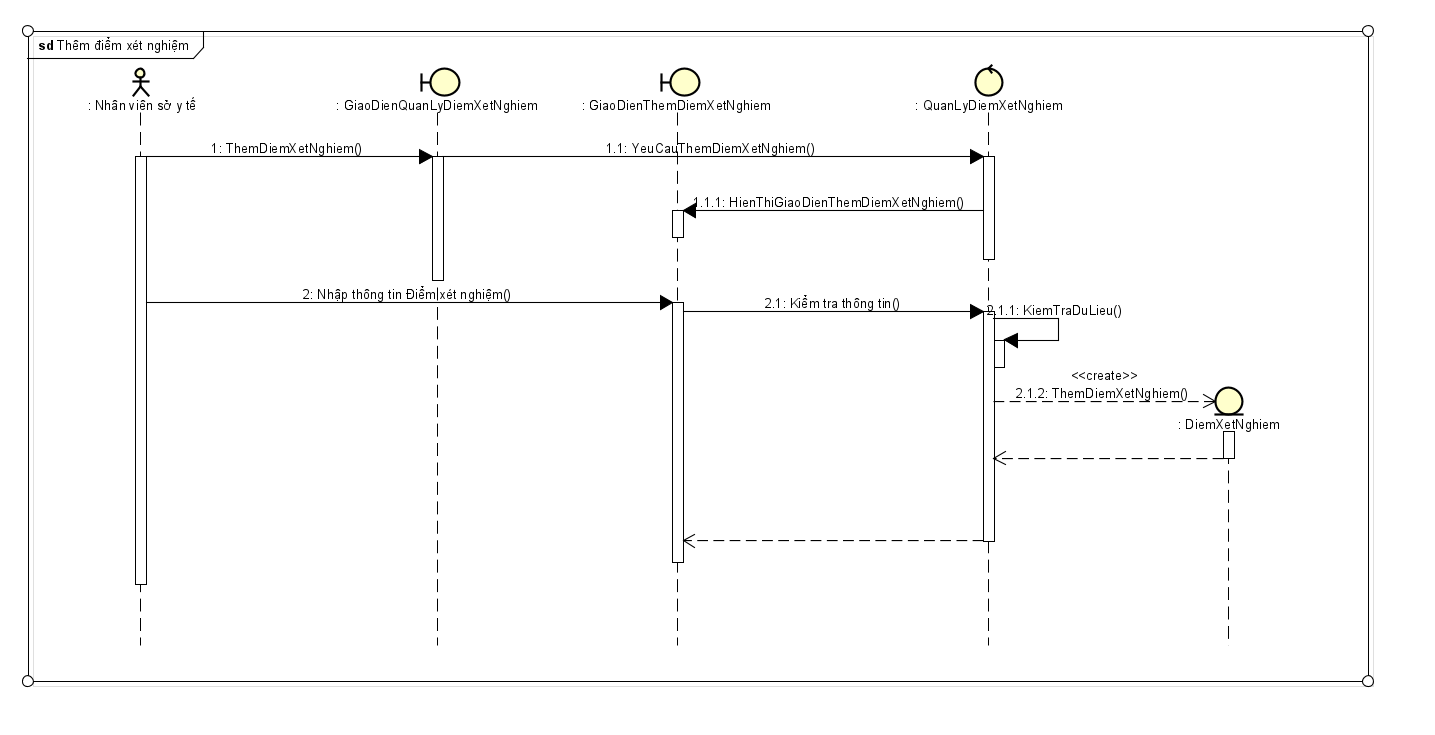 sd Thêm điểm xét nghiệm
: Nhân viên sở y tế
: GiaoDienQuanLyDiemXetNghiem
: GiaoDienThemDiemXetNghiem
: QuanLyDiemXetNghiem
1: ThemDiemXetNghiem()
1.1: YeuCauThemDiemXetNghiem()
1.1.1: HienThiGiaoDienThemDiemXetNghiem()
2: Nhập thông tin Điểm xét nghiệm()
2.1: Kiểm tra thông tin()
2.1.1: KiemTraDuLieu()
<<create>>
2.1.2: ThemDiemXetNghiem()
: DiemXetNghiem